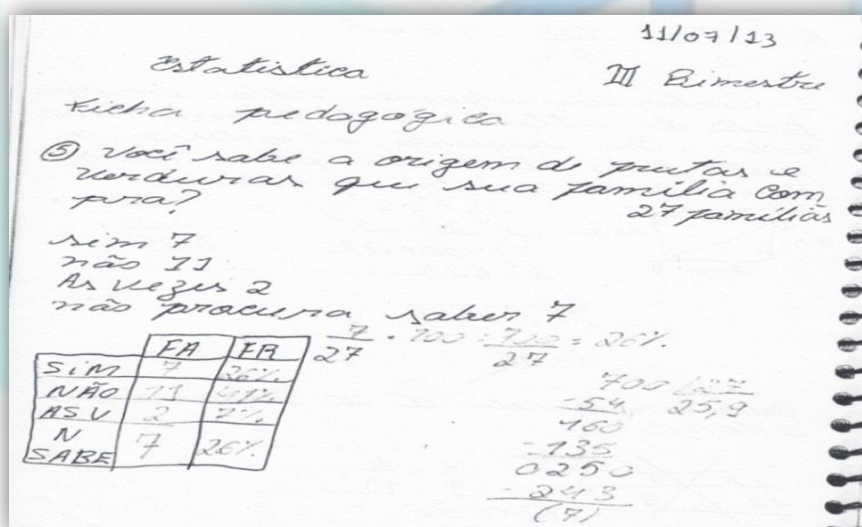 11/07/13
Estatistica III Bimestre
Ficha pedagógica
⑤ Você sabe a origem de frutas e
verduras que sua família com
pra? 27 famílias
sim 7
não 11
As vezes 2
não procura saber 7
FA FR
SIM 7 26%
NÃO 11 41%
AS V 2 7%
N SABE 7 26%
7/27 . 100 = 700/27 = 26%.
700 27
-54 25,9
160
-135
0250
-243
(7)